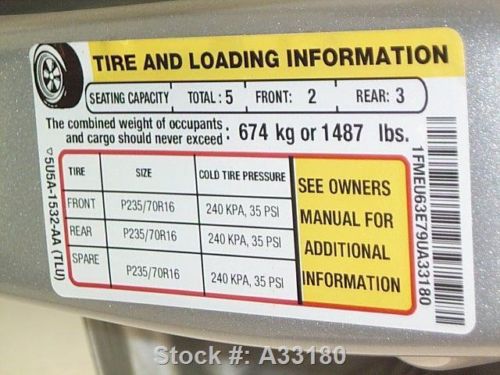 TIRE AND LOADING INFORMATION
SEATING CAPACITY TOTAL: 5 FRONT: 2 REAR: 3
The combined weight of occupants
and cargo should never exceed: 674 kg or 1487 lbs.
TIRE SIZE COLD TIRE PRESSURE
FRONT P235/70R16 240 KPA, 35 PSI
REAR P235/70R16 240 KPA, 35 PSI
SPARE P235/70R16 240 KPA, 35 PSI
SEE OWNERS
MANUAL FOR
ADDITIONAL
INFORMATION
▽5U5A-1532-AA (TLU)
1FMEU63E79UA33180
Stock #: A33180